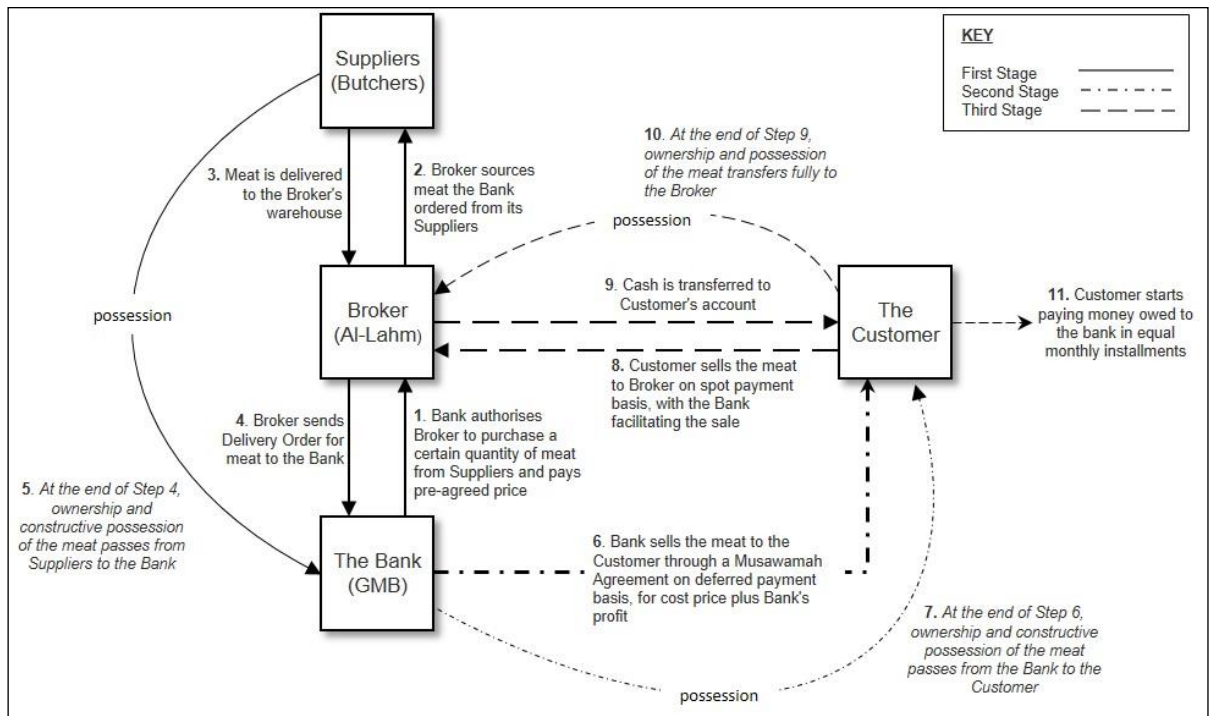 Suppliers
(Butchers)
KEY
First Stage
Second Stage
Third Stage
3. Meat is delivered
to the Broker's
warehouse
2. Broker sources
meat the Bank
ordered from its
Suppliers
10. At the end of Step 9,
ownership and possession
of the meat transfers fully to
the Broker
possession
possession
Broker
(Al-Lahm)
9. Cash is transferred to
Customer's account
The
Customer
11. Customer starts
paying money owed to
the bank in equal
monthly installments
8. Customer sells the meat
to Broker on spot payment
basis, with the Bank
facilitating the sale
4. Broker sends
Delivery Order for
meat to the Bank
1. Bank authorises
Broker to purchase a
certain quantity of meat
from Suppliers and pays
pre-agreed price
5. At the end of Step 4,
ownership and
constructive possession
of the meat passes from
Suppliers to the Bank
The Bank
(GMB)
6. Bank sells the meat to the
Customer through a Musawamah
Agreement on deferred payment
basis, for cost price plus Bank's
profit
7. At the end of Step 6,
ownership and constructive
possession of the meat
passes from the Bank to the
Customer
possession